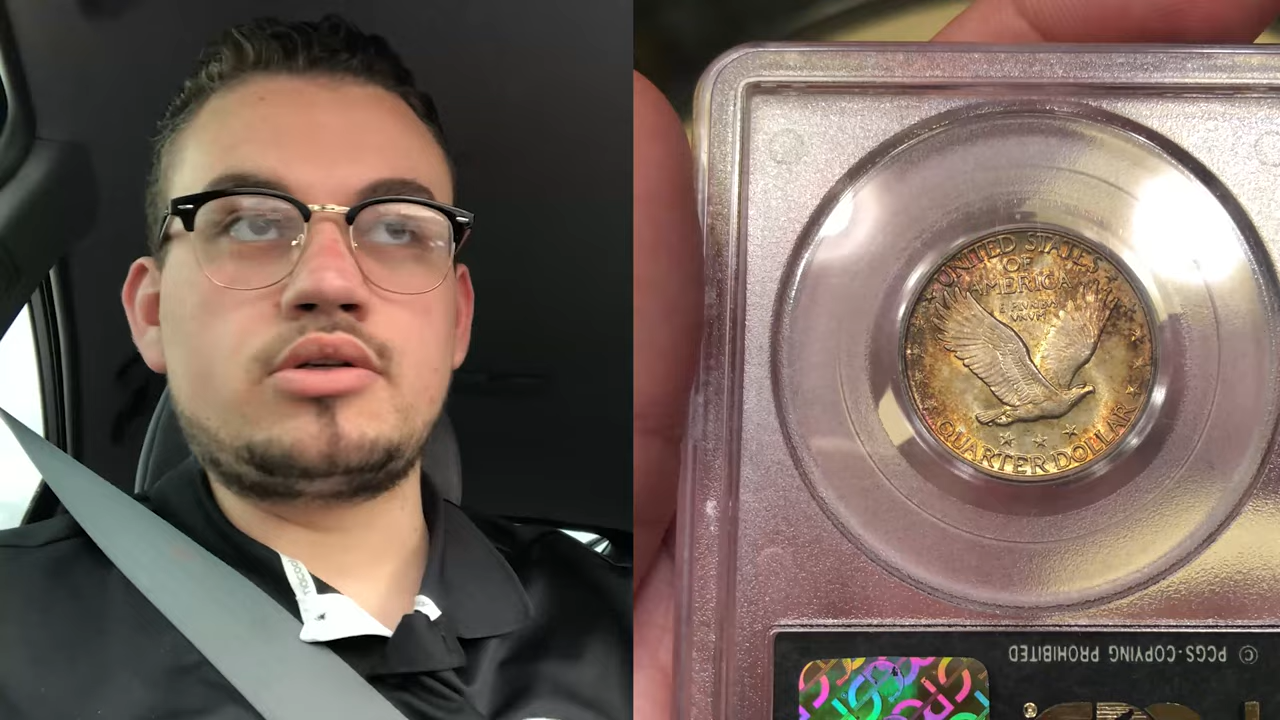 UNITED STATES
OF
AMERICA
E PLURIBUS
UNUM
QUARTER DOLLAR
© PCGS-COPYING PROHIBITED